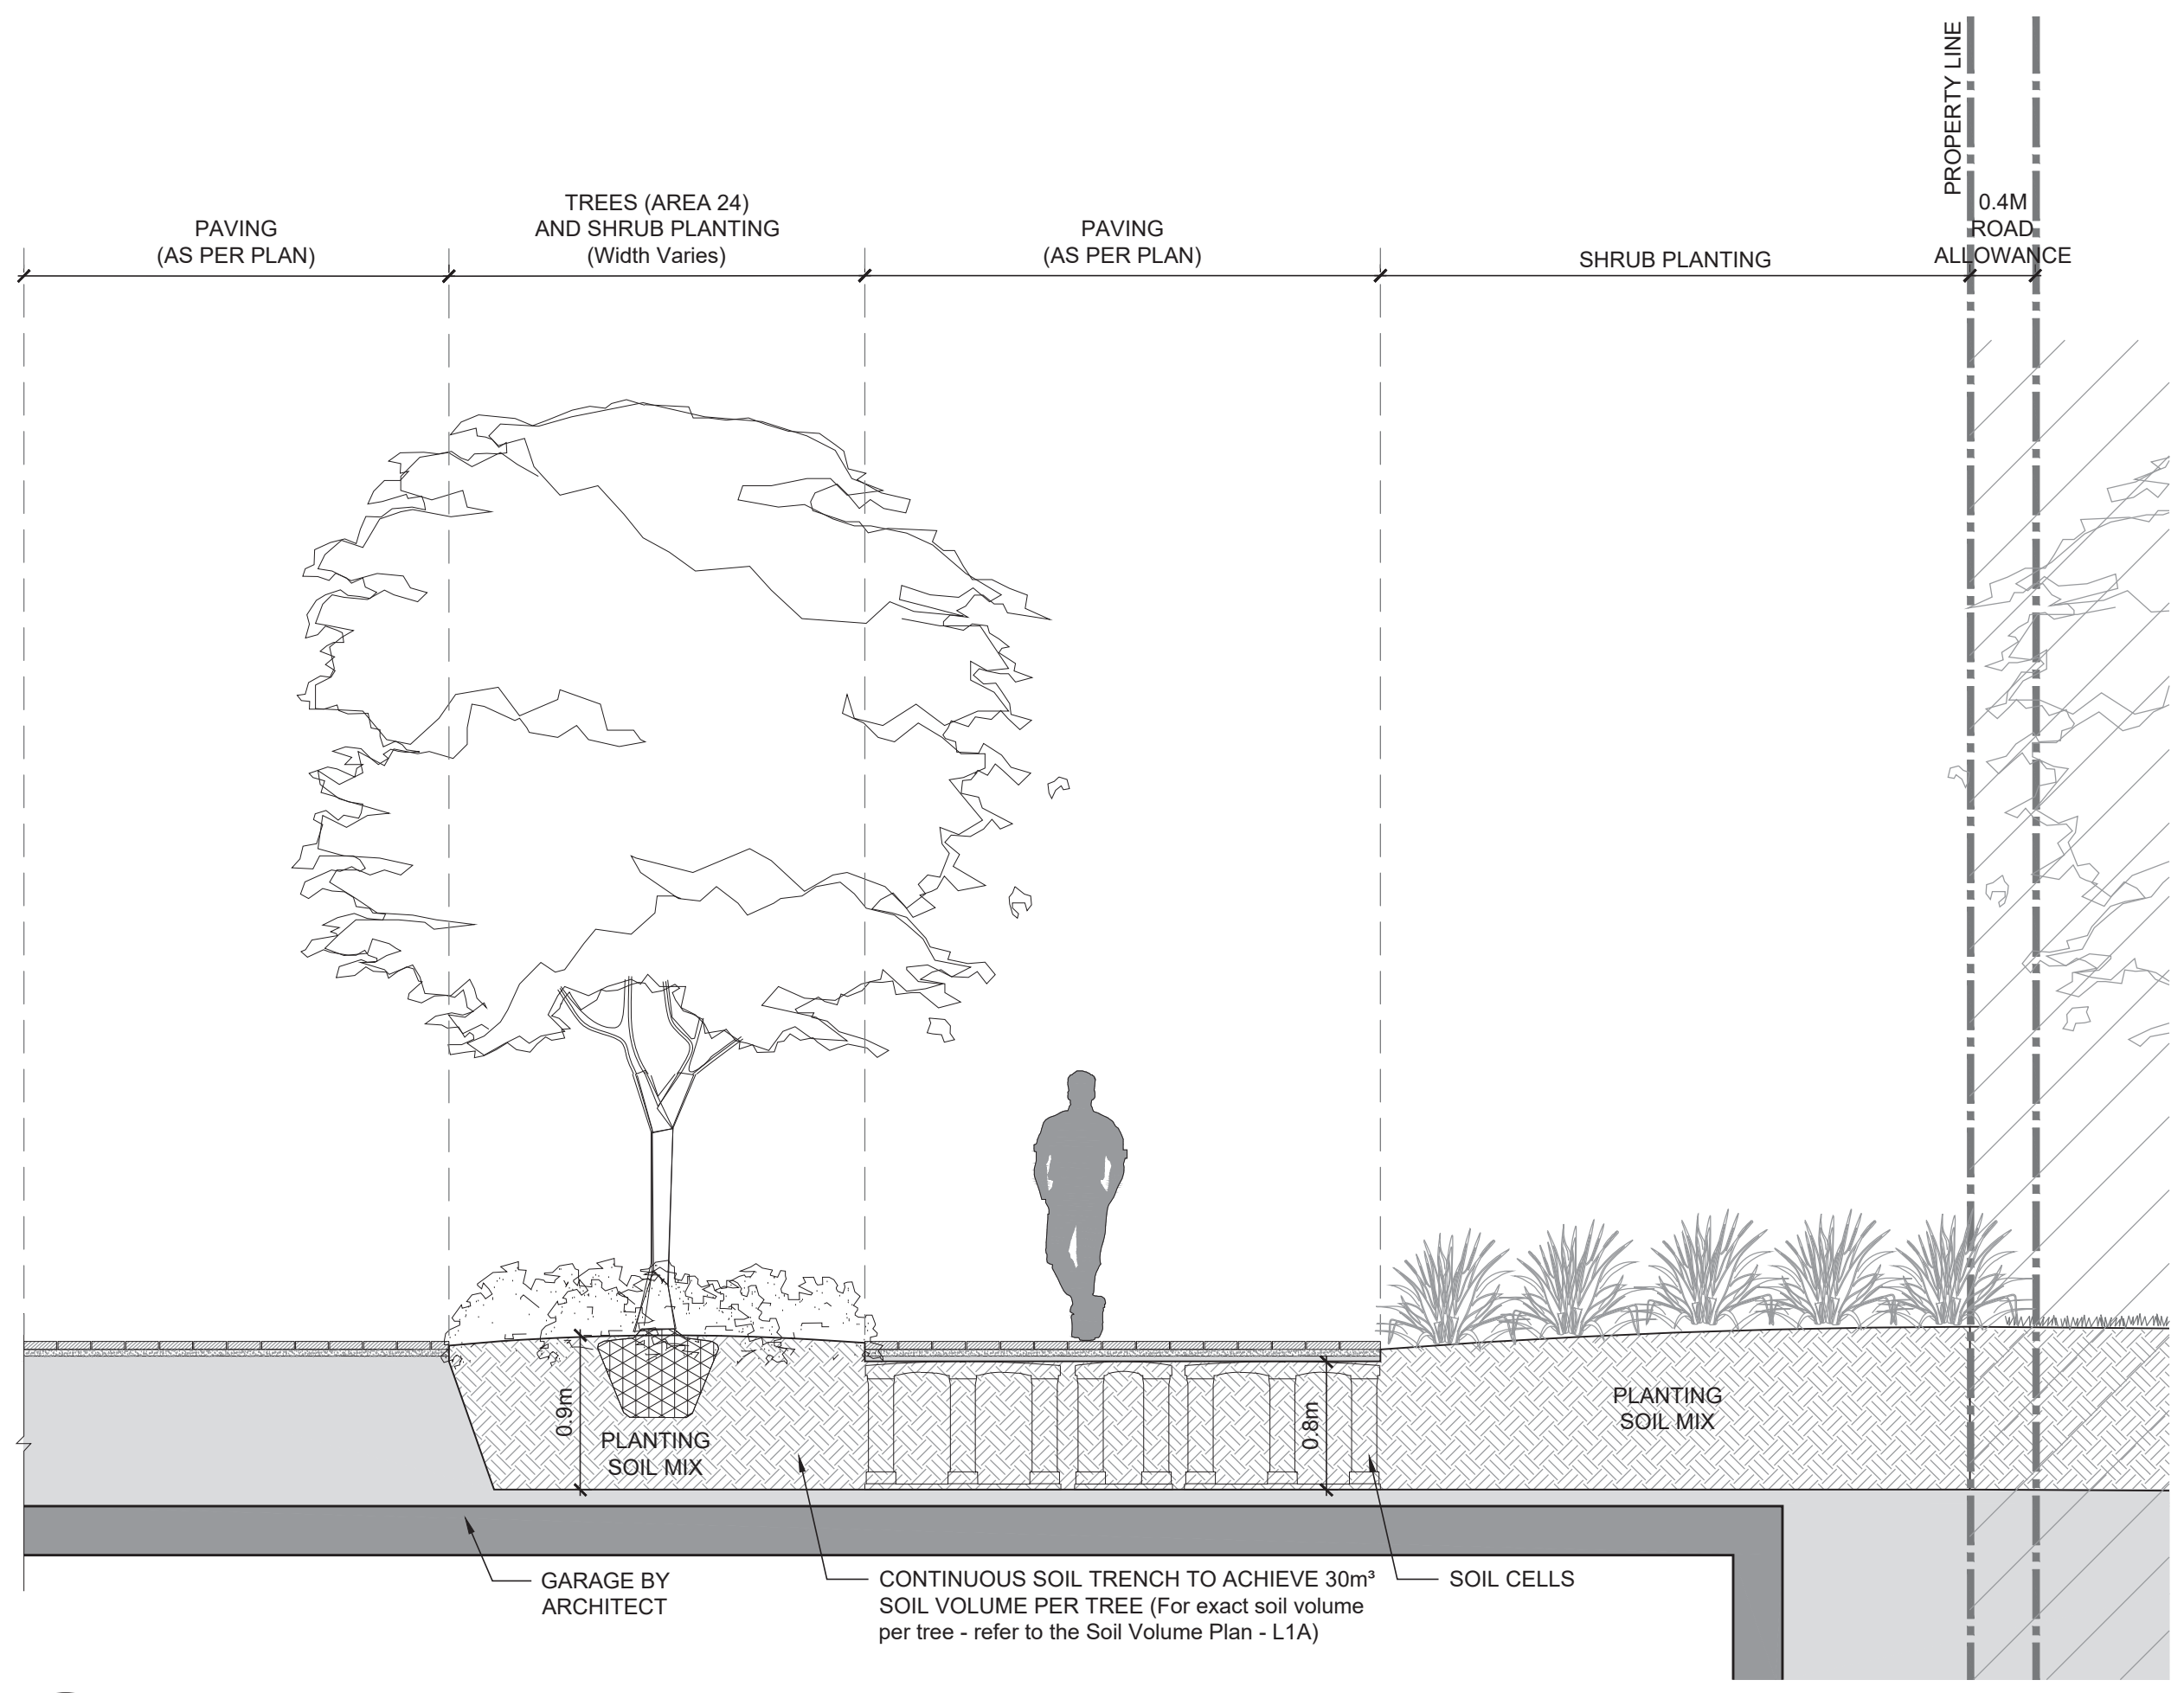 PROPERTY LINE
PAVING
(AS PER PLAN)
TREES (AREA 24)
AND SHRUB PLANTING
(Width Varies)
PAVING
(AS PER PLAN)
SHRUB PLANTING
0.4M
ROAD
ALLOWANCE
0.9m
PLANTING
SOIL MIX
0.8m
PLANTING
SOIL MIX
GARAGE BY
ARCHITECT
CONTINUOUS SOIL TRENCH TO ACHIEVE 30m³
SOIL VOLUME PER TREE (For exact soil volume
per tree - refer to the Soil Volume Plan - L1A)
SOIL CELLS